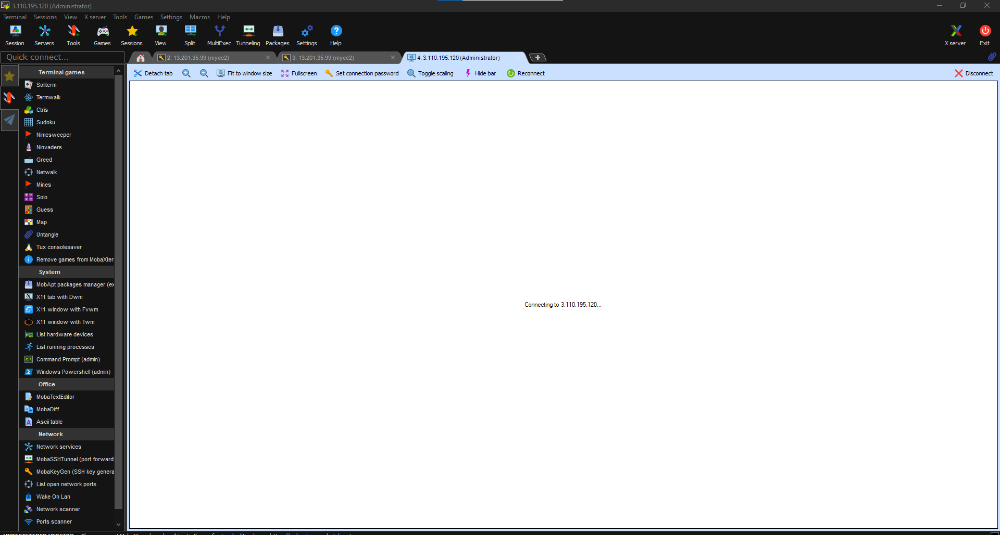 3.110.195.120 (Administrator)
Terminal Sessions View X server Tools Games Settings Macros Help
Session Servers Tools Games Sessions View Split MultiExec Tunneling Packages Settings Help X server Exit
Quick connect...
2. 13.201.35.99 (myec2)
3. 13.201.35.99 (myec2)
4. 3.110.195.120 (Administrator)
Detach tab Fit to window size Fullscreen Set connection password Toggle scaling Hide bar Reconnect Disconnect
Terminal games
Soliterm
Termwalk
Ctris
Sudoku
Nimesweeper
Ninvaders
Greed
Netwalk
Mines
Solo
Guess
Map
Untangle
Tux consolesaver
Remove games from MobaXter
System
MobApt packages manager (ex
X11 tab with Dwm
X11 window with Fvwm
X11 window with Twm
List hardware devices
List running processes
Command Prompt (admin)
Windows Powershell (admin)
Office
MobaTextEditor
MobaDiff
Ascii table
Network
Network services
MobaSSHTunnel (port forward
MobaKeyGen (SSH key genera
List open network ports
Wake On Lan
Network scanner
Ports scanner
Connecting to 3.110.195.120...